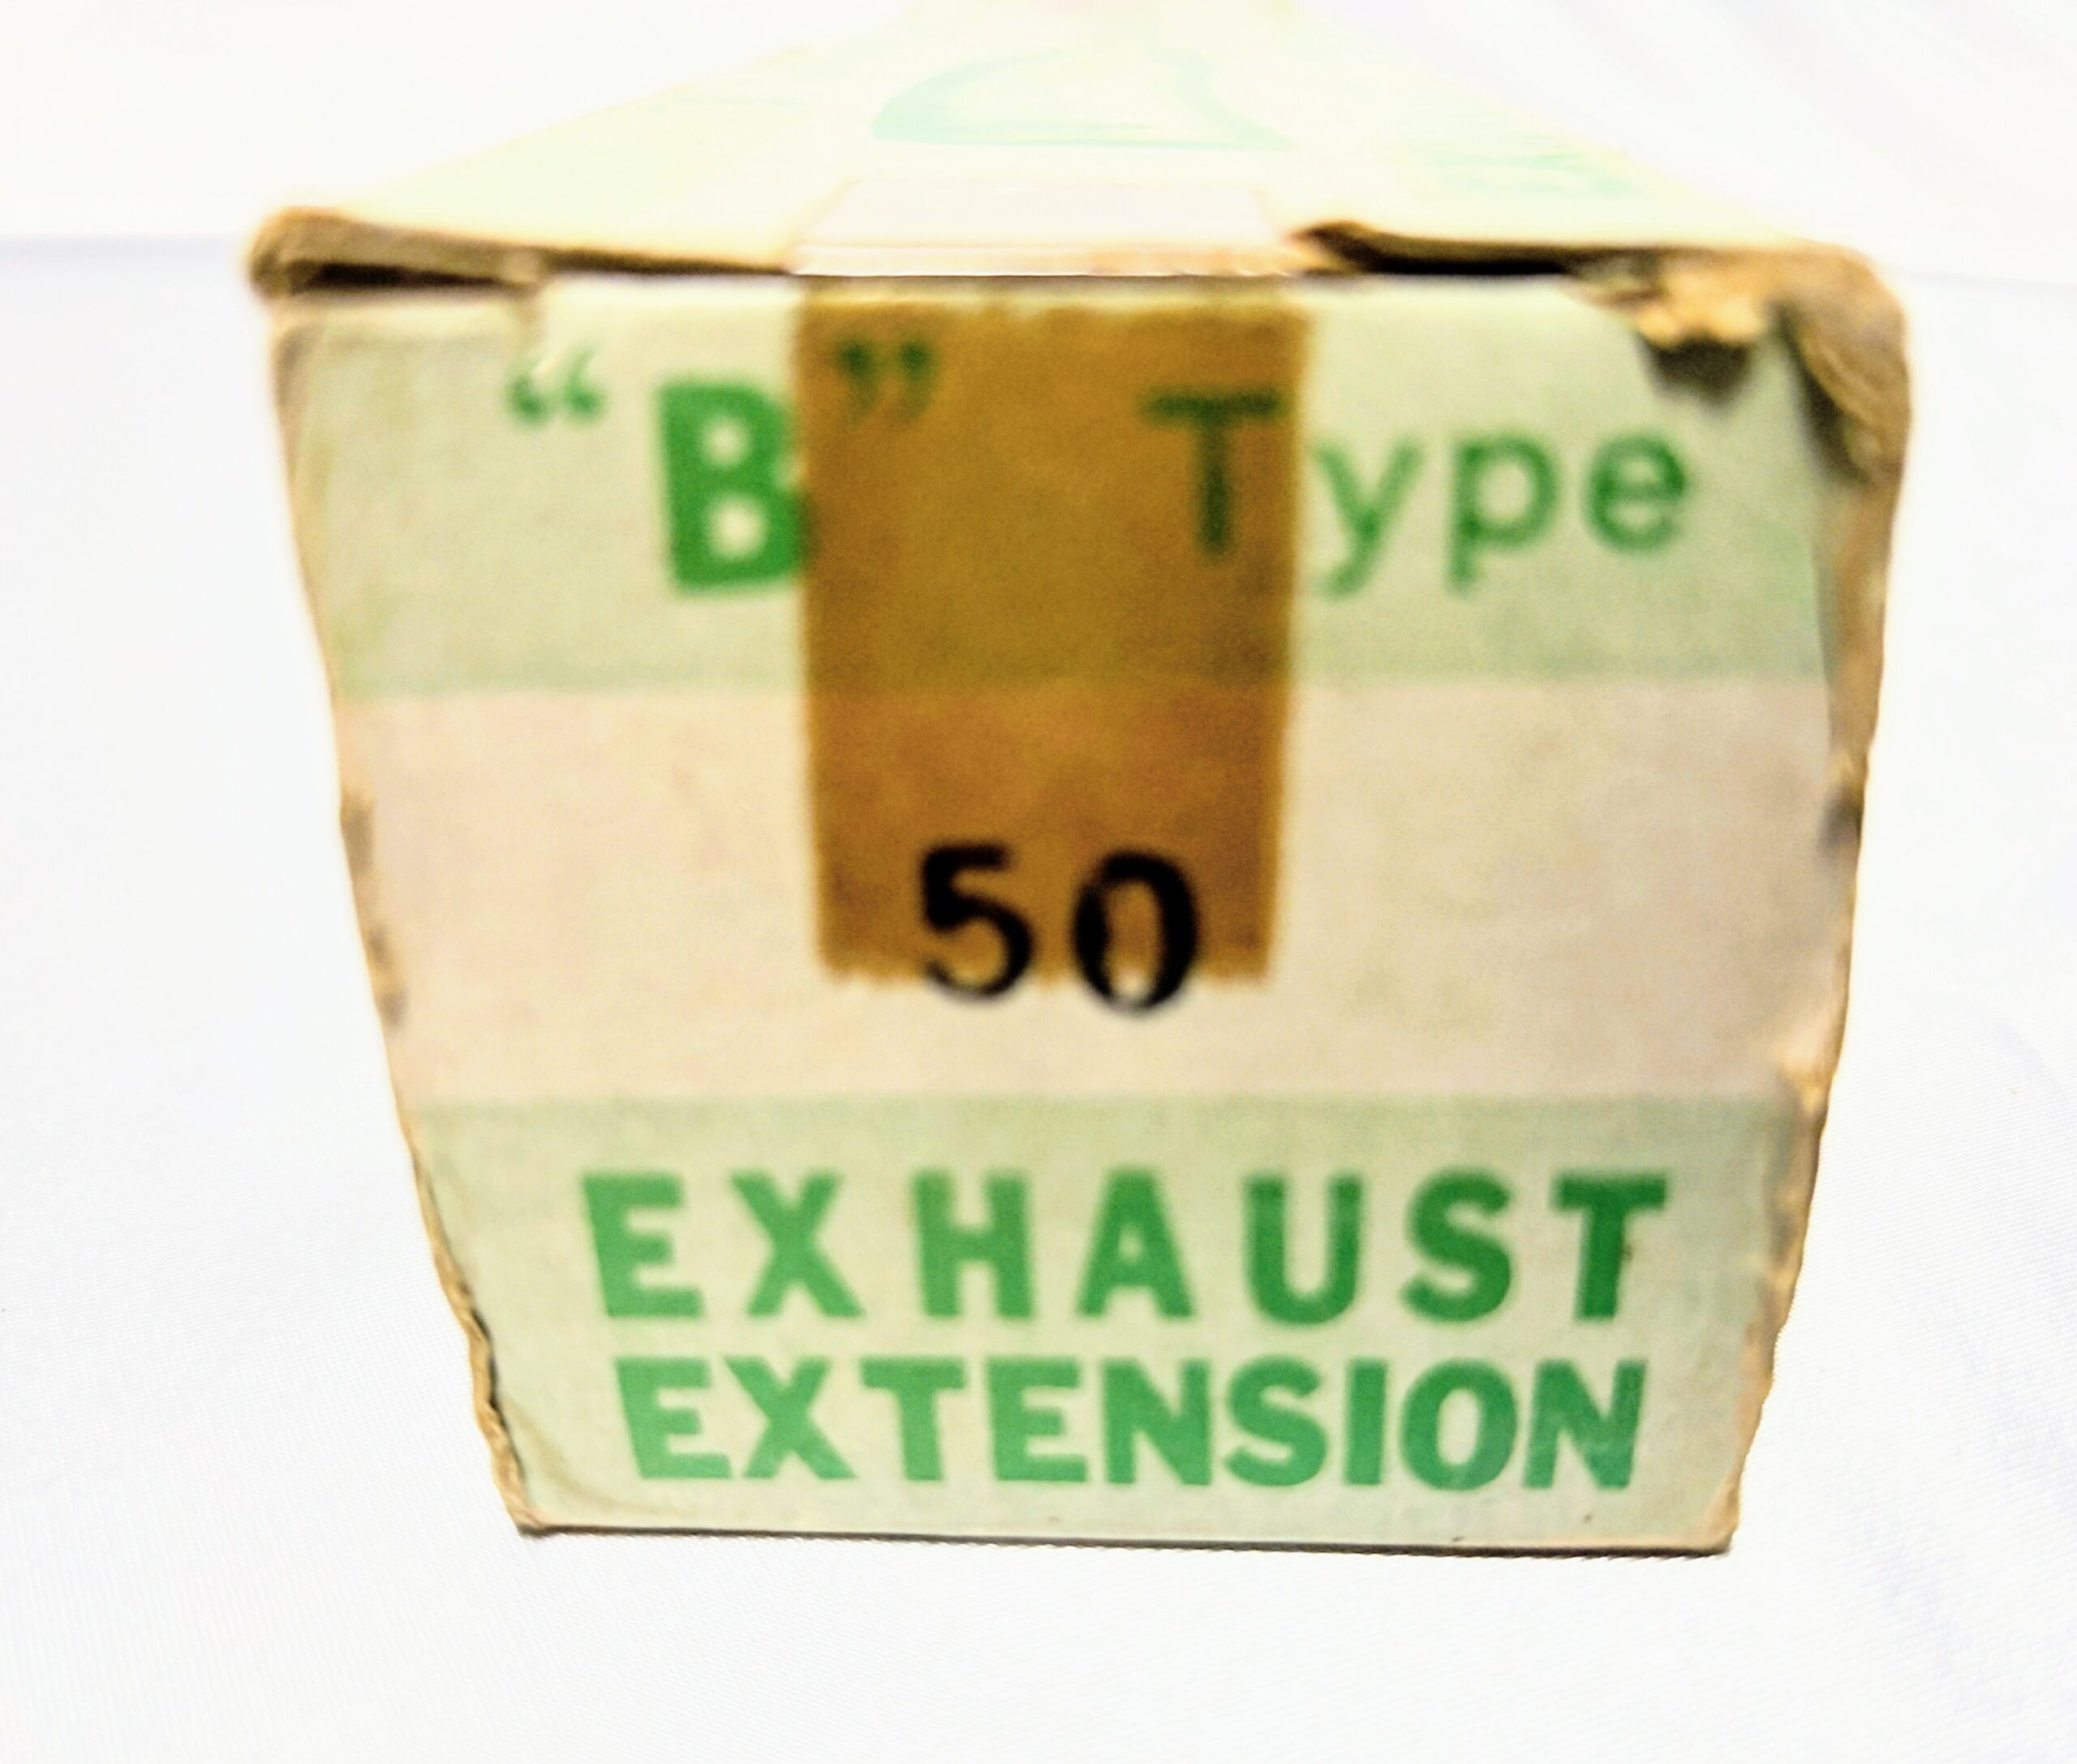 “B” Type
50
EXHAUST
EXTENSION